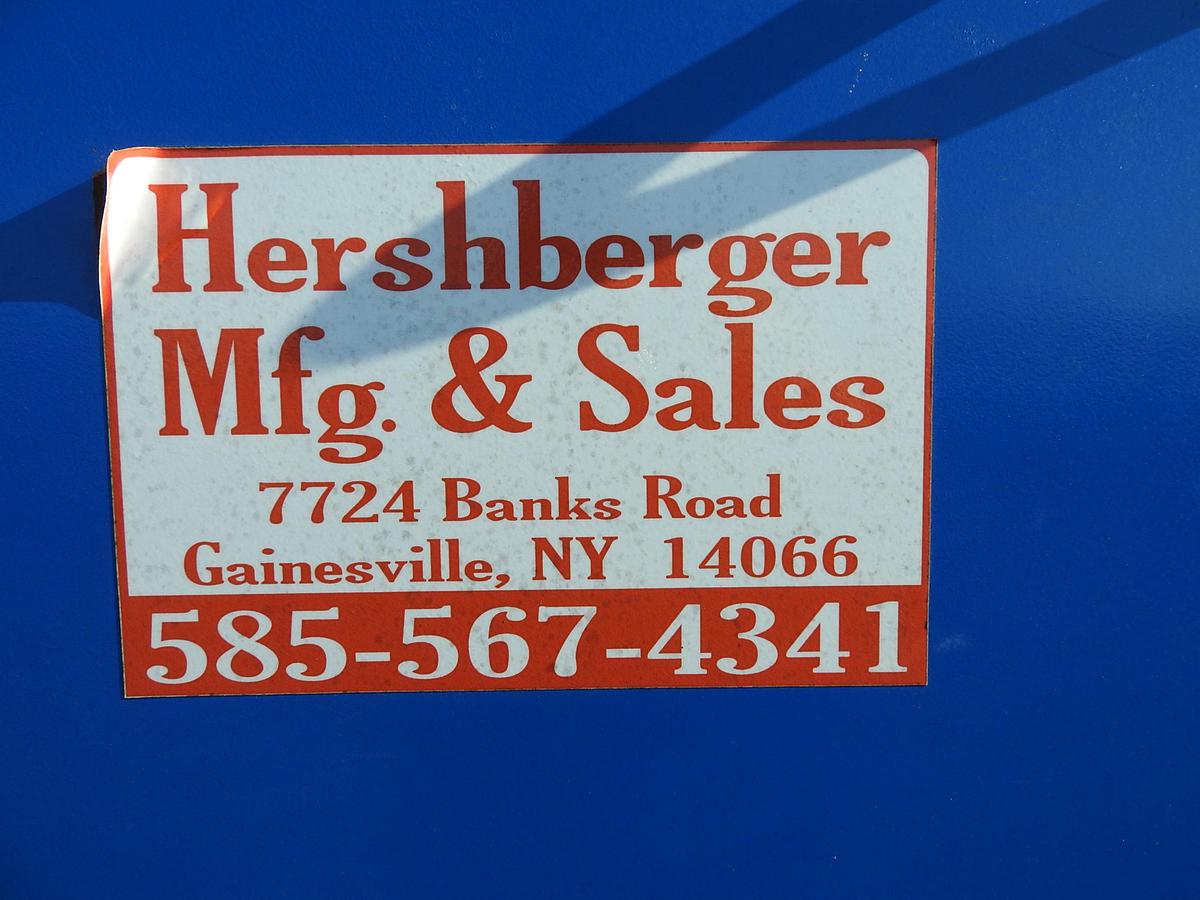 Hershberger
Mfg. & Sales
7724 Banks Road
Gainesville, NY 14066
585-567-4341